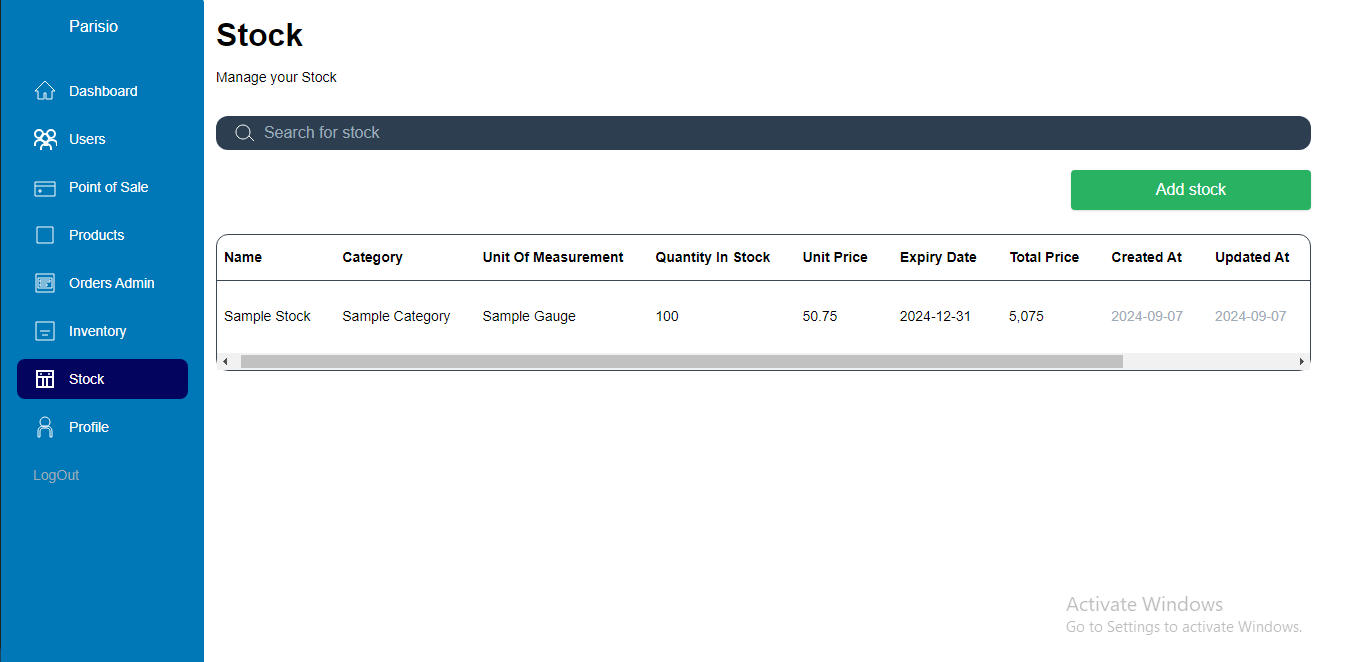 Parisio
Dashboard
Users
Point of Sale
Products
Orders Admin
Inventory
Stock
Profile
LogOut
Stock
Manage your Stock
Search for stock
Add stock
Name Category Unit Of Measurement Quantity In Stock Unit Price Expiry Date Total Price Created At Updated At
Sample Stock Sample Category Sample Gauge 100 50.75 2024-12-31 5,075 2024-09-07 2024-09-07
Activate Windows
Go to Settings to activate Windows.